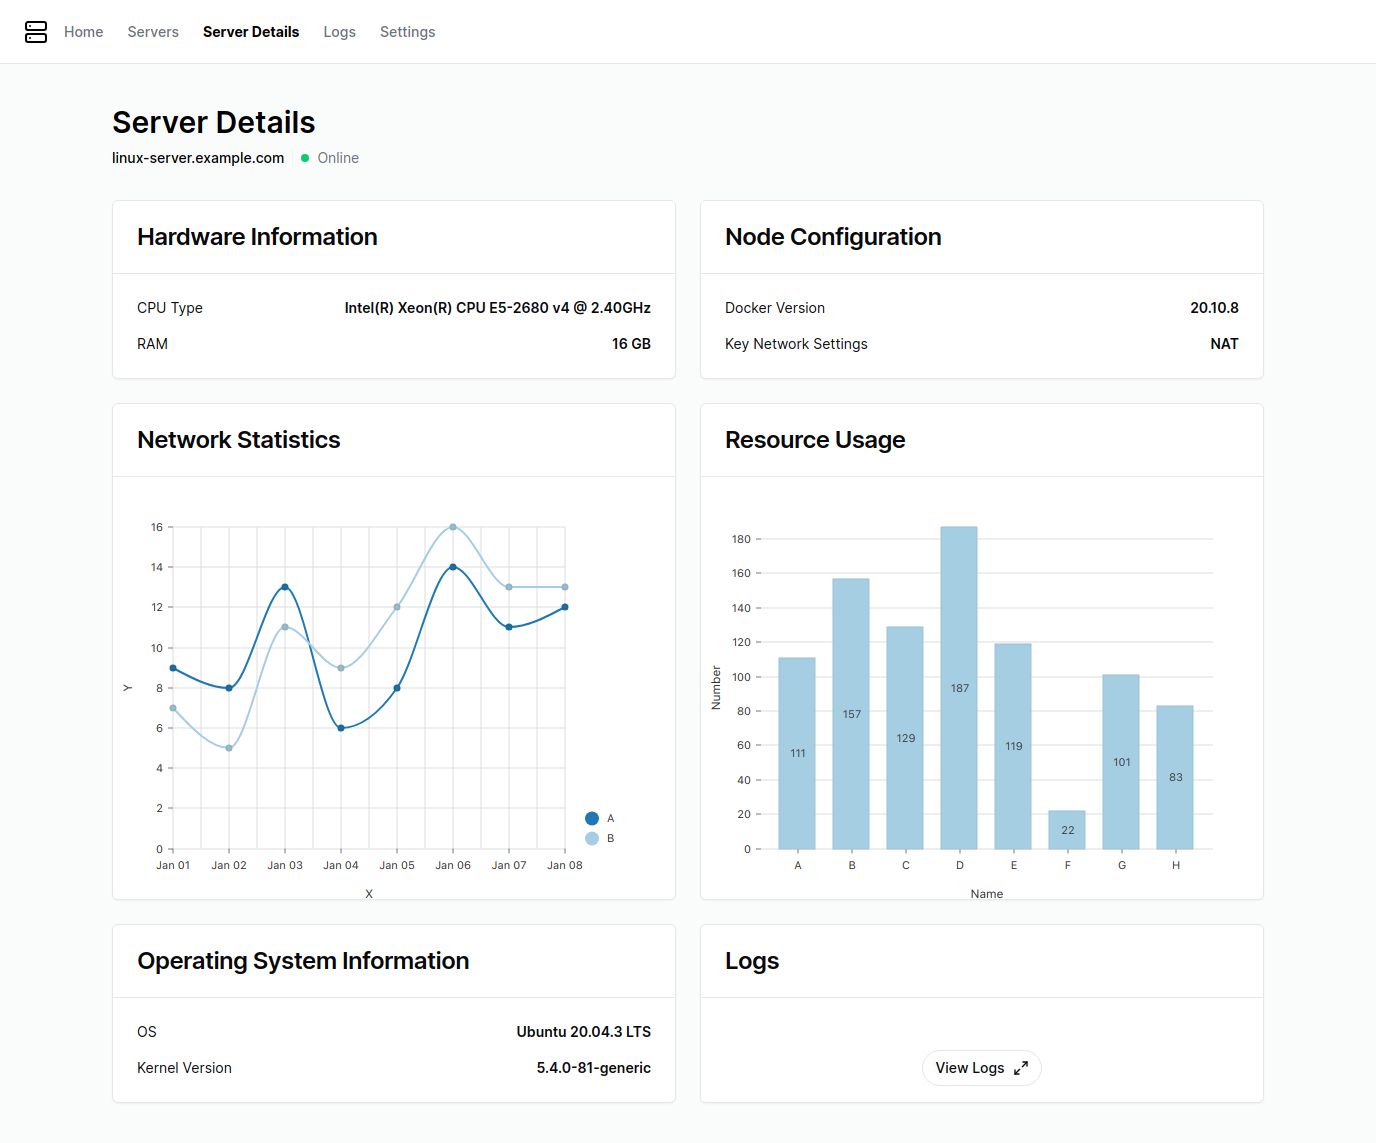 Home Servers Server Details Logs Settings
Server Details
linux-server.example.com Online
Hardware Information
CPU Type Intel(R) Xeon(R) CPU E5-2680 v4 @ 2.40GHz
RAM 16 GB
Node Configuration
Docker Version 20.10.8
Key Network Settings NAT
Network Statistics
16
14
12
10
8
6
4
2
0
Y
Jan 01 Jan 02 Jan 03 Jan 04 Jan 05 Jan 06 Jan 07 Jan 08
X
A
B
Resource Usage
180
160
140
120
100
80
60
40
20
0
Number
111 157 129 187 119 22 101 83
A B C D E F G H
Name
Operating System Information
OS Ubuntu 20.04.3 LTS
Kernel Version 5.4.0-81-generic
Logs
View Logs